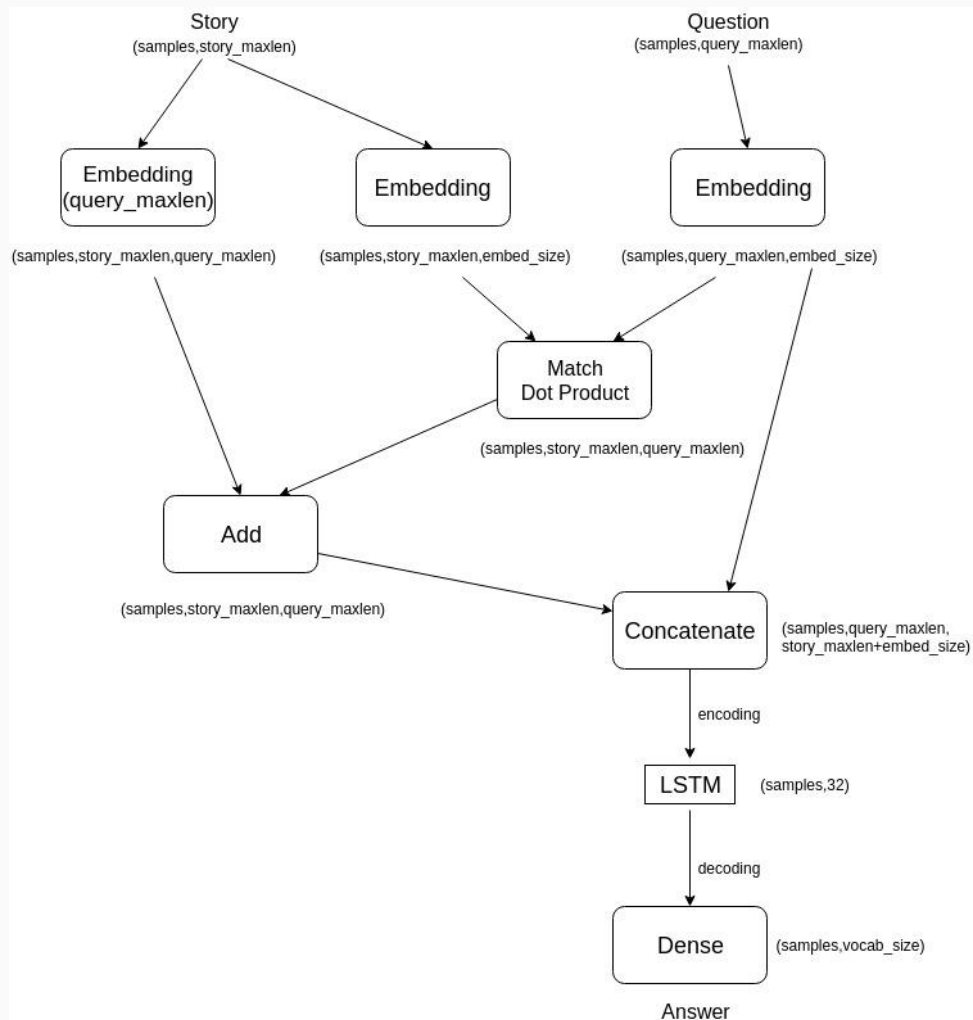 Story
(samples,story_maxlen)
Question
(samples,query_maxlen)
Embedding
(query_maxlen)
Embedding
Embedding
(samples,story_maxlen,query_maxlen)
(samples,story_maxlen,embed_size)
(samples,query_maxlen,embed_size)
Match
Dot Product
(samples,story_maxlen,query_maxlen)
Add
(samples,story_maxlen,query_maxlen)
Concatenate
(samples,query_maxlen,
story_maxlen+embed_size)
encoding
LSTM
(samples,32)
decoding
Dense
(samples,vocab_size)
Answer